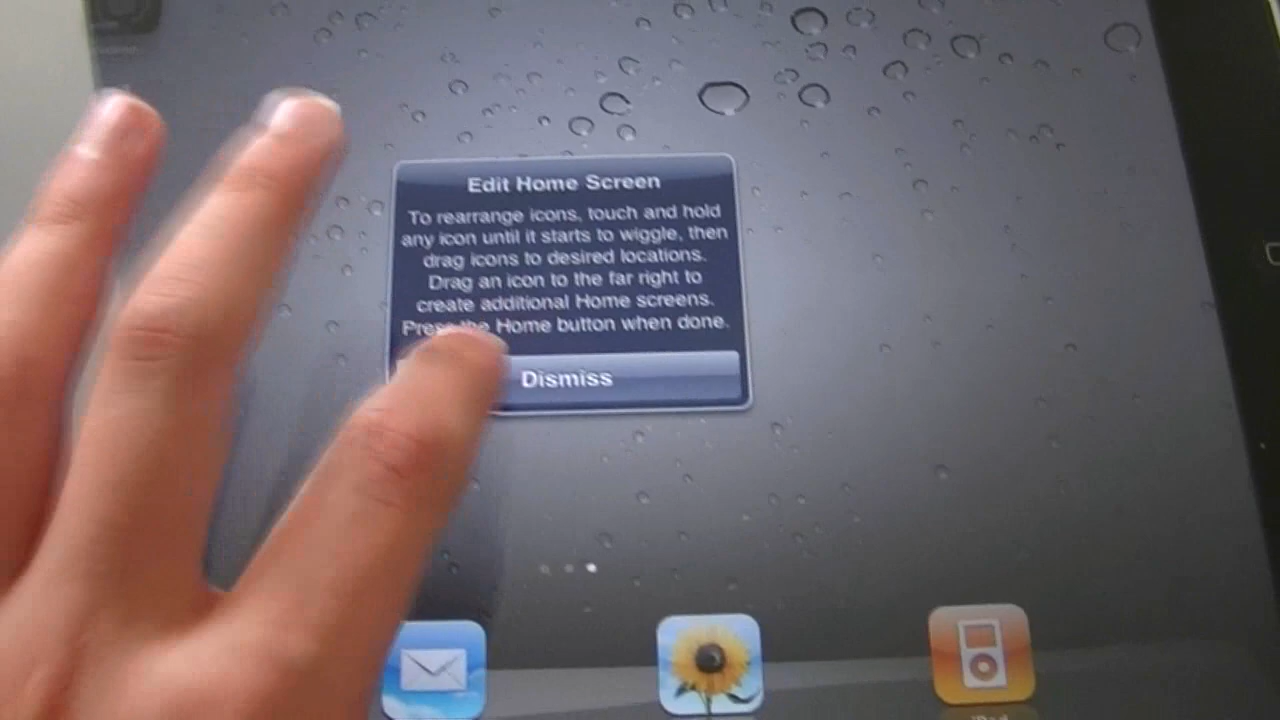 Edit Home Screen
To rearrange icons, touch and hold
any icon until it starts to wiggle, then
drag icons to desired locations.
Drag an icon to the far right to
create additional Home screens.
Press the Home button when done.
Dismiss
iPod